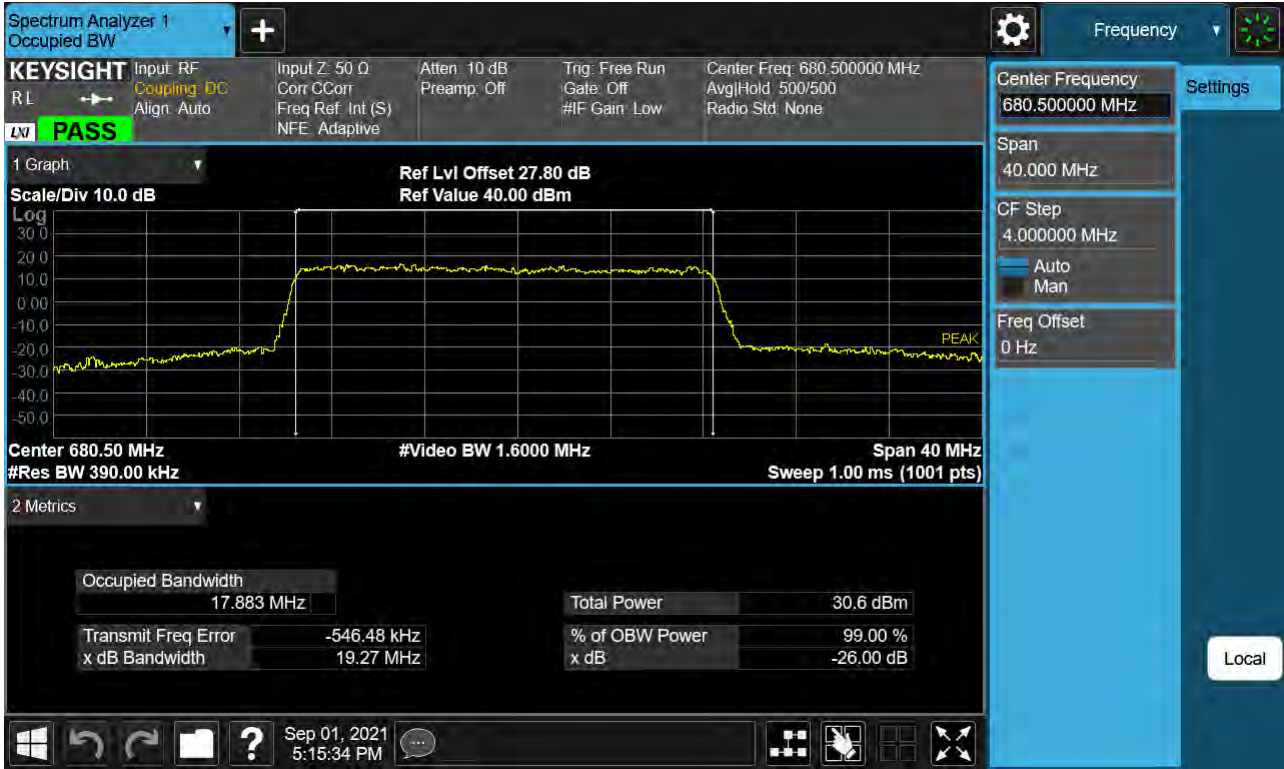 Spectrum Analyzer 1
Occupied BW
Frequency
KEYSIGHT
RL
LXI
PASS
Input: RF
Coupling: DC
Align: Auto
Input Z: 50 Ω
Corr CCorr
Freq Ref: Int (S)
NFE: Adaptive
Atten: 10 dB
Preamp: Off
Trig: Free Run
Gate: Off
#IF Gain: Low
Center Freq: 680.500000 MHz
Avg|Hold: 500/500
Radio Std: None
Center Frequency
680.500000 MHz
Settings
Span
40.000 MHz
CF Step
4.000000 MHz
Auto
Man
Freq Offset
0 Hz
Local
1 Graph
Scale/Div 10.0 dB
Ref Lvl Offset 27.80 dB
Ref Value 40.00 dBm
Log
30.0
20.0
10.0
0.00
-10.0
-20.0
-30.0
-40.0
-50.0
PEAK
Center 680.50 MHz
#Video BW 1.6000 MHz
Span 40 MHz
#Res BW 390.00 kHz
Sweep 1.00 ms (1001 pts)
2 Metrics
Occupied Bandwidth
17.883 MHz
Total Power 30.6 dBm
Transmit Freq Error -546.48 kHz
% of OBW Power 99.00 %
x dB Bandwidth 19.27 MHz
x dB -26.00 dB
?
Sep 01, 2021
5:15:34 PM